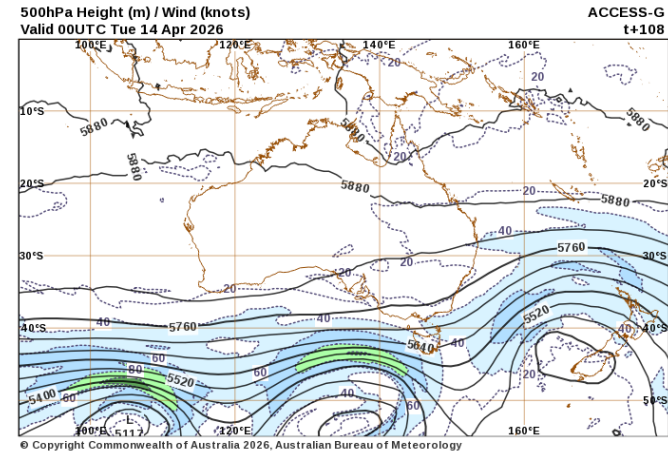 500hPa Height (m) / Wind (knots) ACCESS-G
Valid 00UTC Tue 14 Apr 2026 t+108
100°E 120°E 140°E 160°E
20
20
10°S
5880
5880
5880
20
5880
20°S 20°S
5880
20
5880
40
5760
30°S 30°S
20
20
20
5520
40
40
5760
40
40°S 40°S
5640
40
60
80
60
5520
20
5400
60
40
60
50°S
L
5117
100°E 120°E 160°E
© Copyright Commonwealth of Australia 2026, Australian Bureau of Meteorology